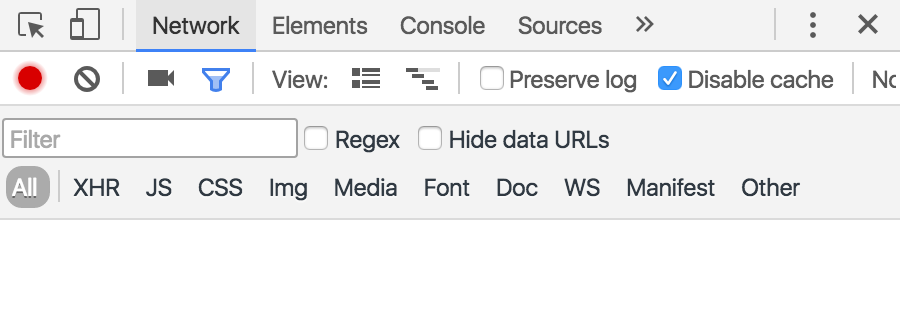 Network Elements Console Sources
View: Preserve log Disable cache
Filter Regex Hide data URLs
All XHR JS CSS Img Media Font Doc WS Manifest Other